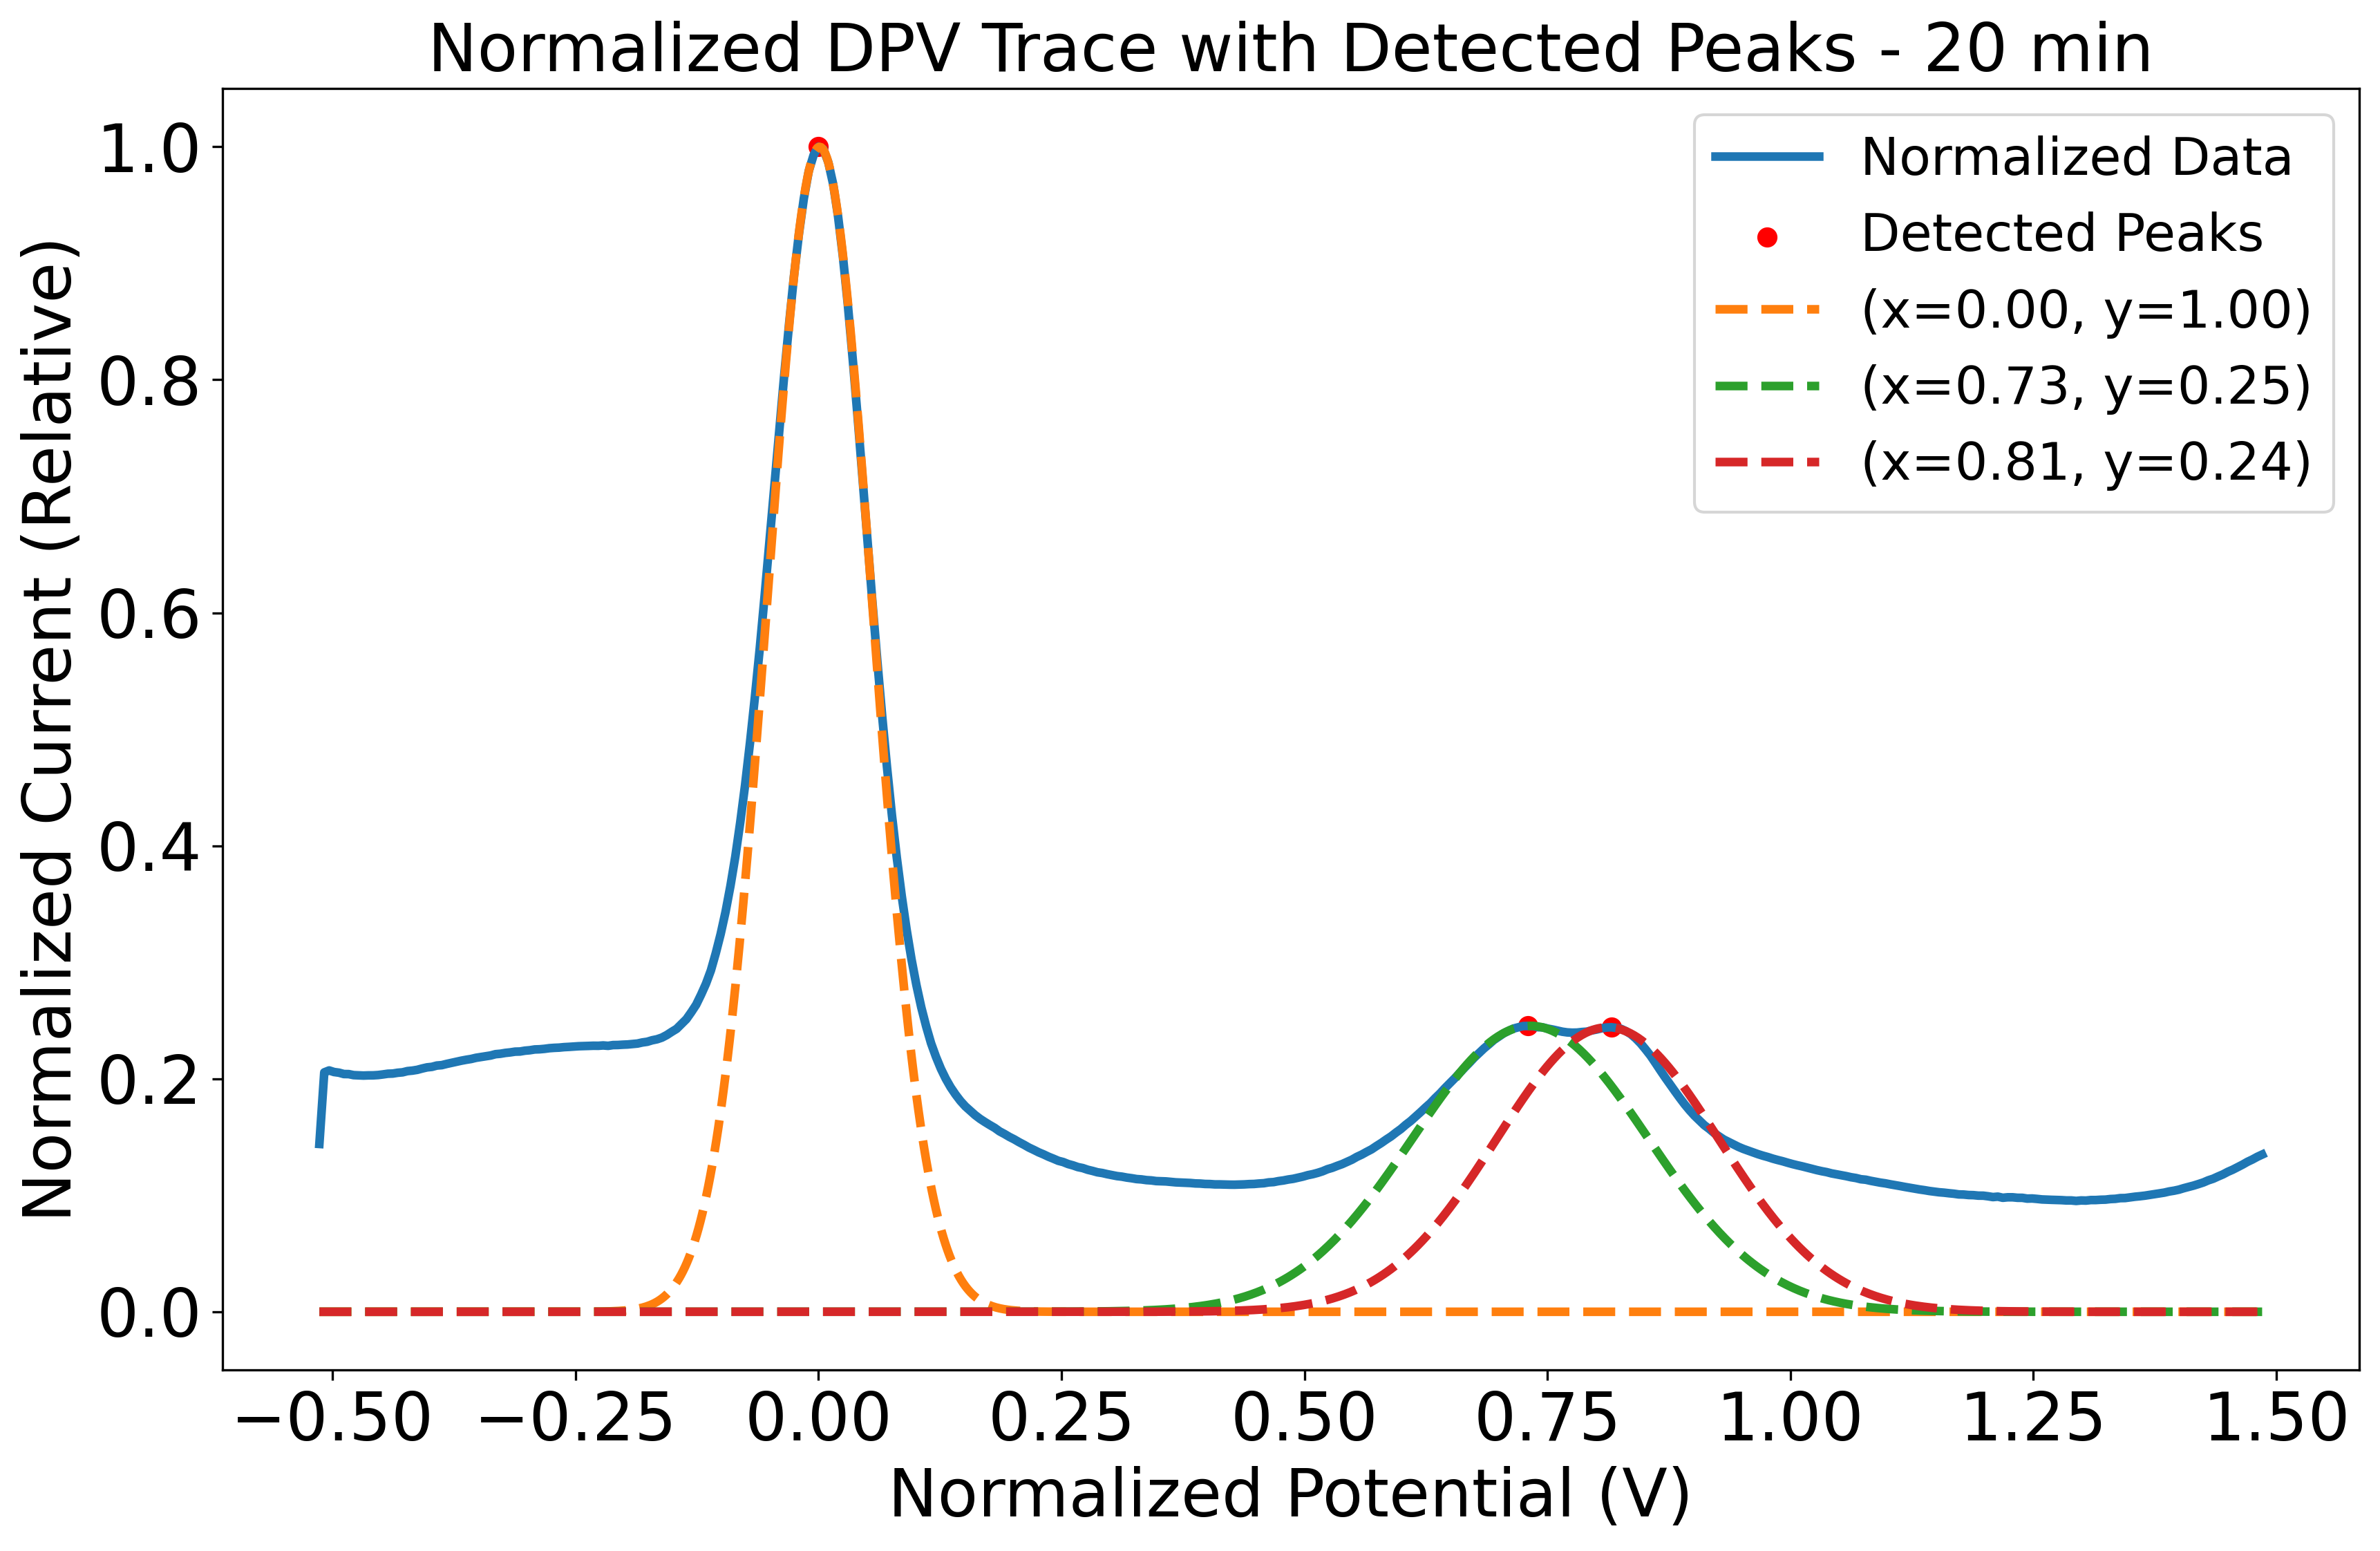 Normalized DPV Trace with Detected Peaks - 20 min
Normalized Current (Relative)
1.0
0.8
0.6
0.4
0.2
0.0
Normalized Data
Detected Peaks
(x=0.00, y=1.00)
(x=0.73, y=0.25)
(x=0.81, y=0.24)
−0.50 −0.25 0.00 0.25 0.50 0.75 1.00 1.25 1.50
Normalized Potential (V)